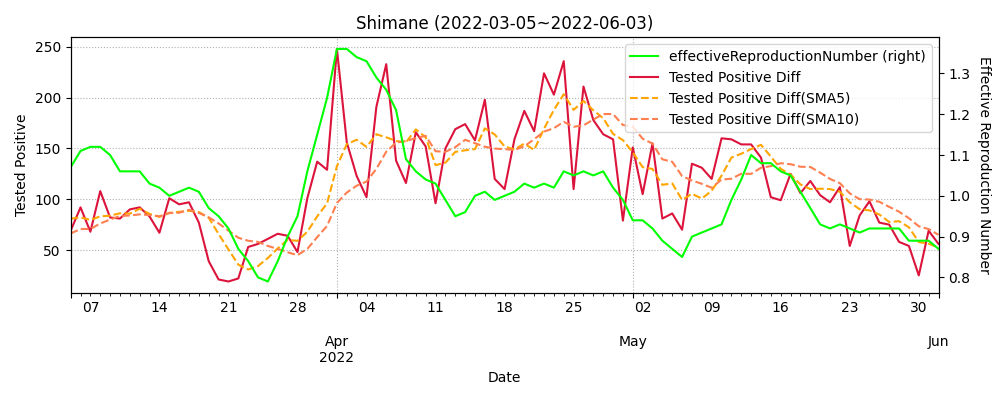 Shimane (2022-03-05~2022-06-03)
effectiveReproductionNumber (right)
Tested Positive Diff
Tested Positive Diff(SMA5)
Tested Positive Diff(SMA10)
Tested Positive
250
200
150
100
50
Effective Reproduction Number
1.3
1.2
1.1
1.0
0.9
0.8
07 14 21 28 04 11 18 25 02 09 16 23 30
Apr May Jun
2022
Date